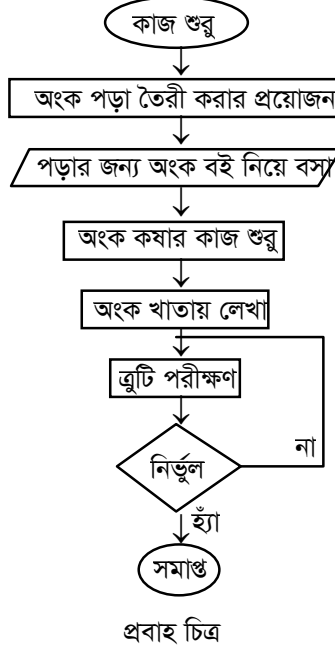 কাজ শুরু
অংক পড়া তৈরী করার প্রয়োজন
পড়ার জন্য অংক বই নিয়ে বসা
অংক কষার কাজ শুরু
অংক খাতায় লেখা
ত্রুটি পরীক্ষণ
নির্ভুল
না
হ্যাঁ
সমাপ্ত
প্রবাহ চিত্র